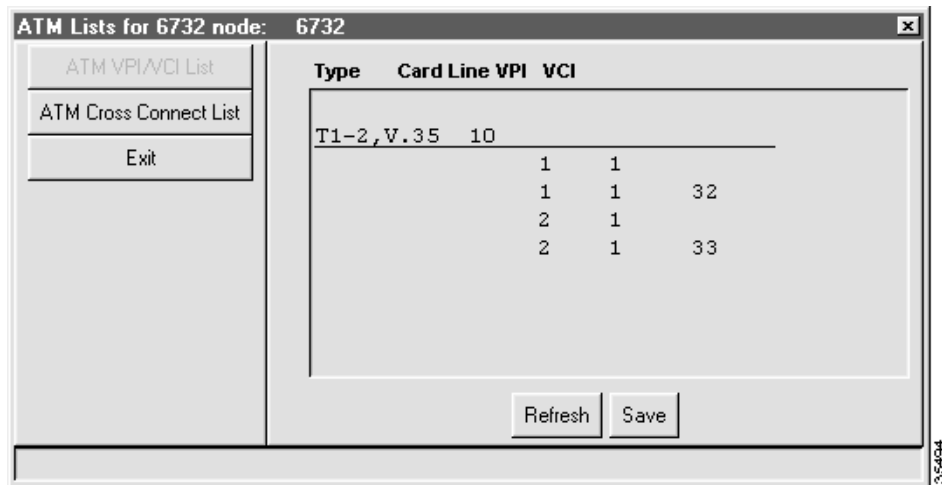 ATM Lists for 6732 node: 6732
ATM VPI/VCI List
ATM Cross Connect List
Exit
Type Card Line VPI VCI
T1-2,V.35 10
1 1
1 1 32
2 1
2 1 33
Refresh Save
35494